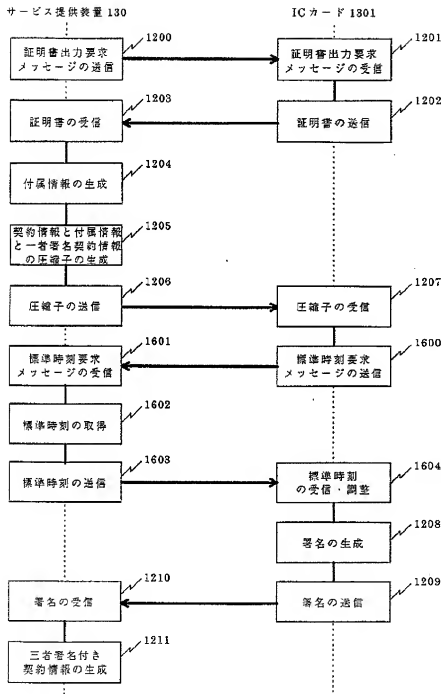 サービス提供装置 130
ICカード 1301
1200
証明書出力要求
メッセージの送信
1201
証明書出力要求
メッセージの受信
1203
証明書の受信
1202
証明書の送信
1204
付属情報の生成
1205
契約情報と付属情報
と一者署名契約情報
の圧縮子の生成
1206
圧縮子の送信
1207
圧縮子の受信
1601
標準時刻要求
メッセージの受信
1600
標準時刻要求
メッセージの送信
1602
標準時刻の取得
1603
標準時刻の送信
1604
標準時刻
の受信・調整
1208
署名の生成
1210
署名の受信
1209
署名の送信
1211
三者署名付き
契約情報の生成